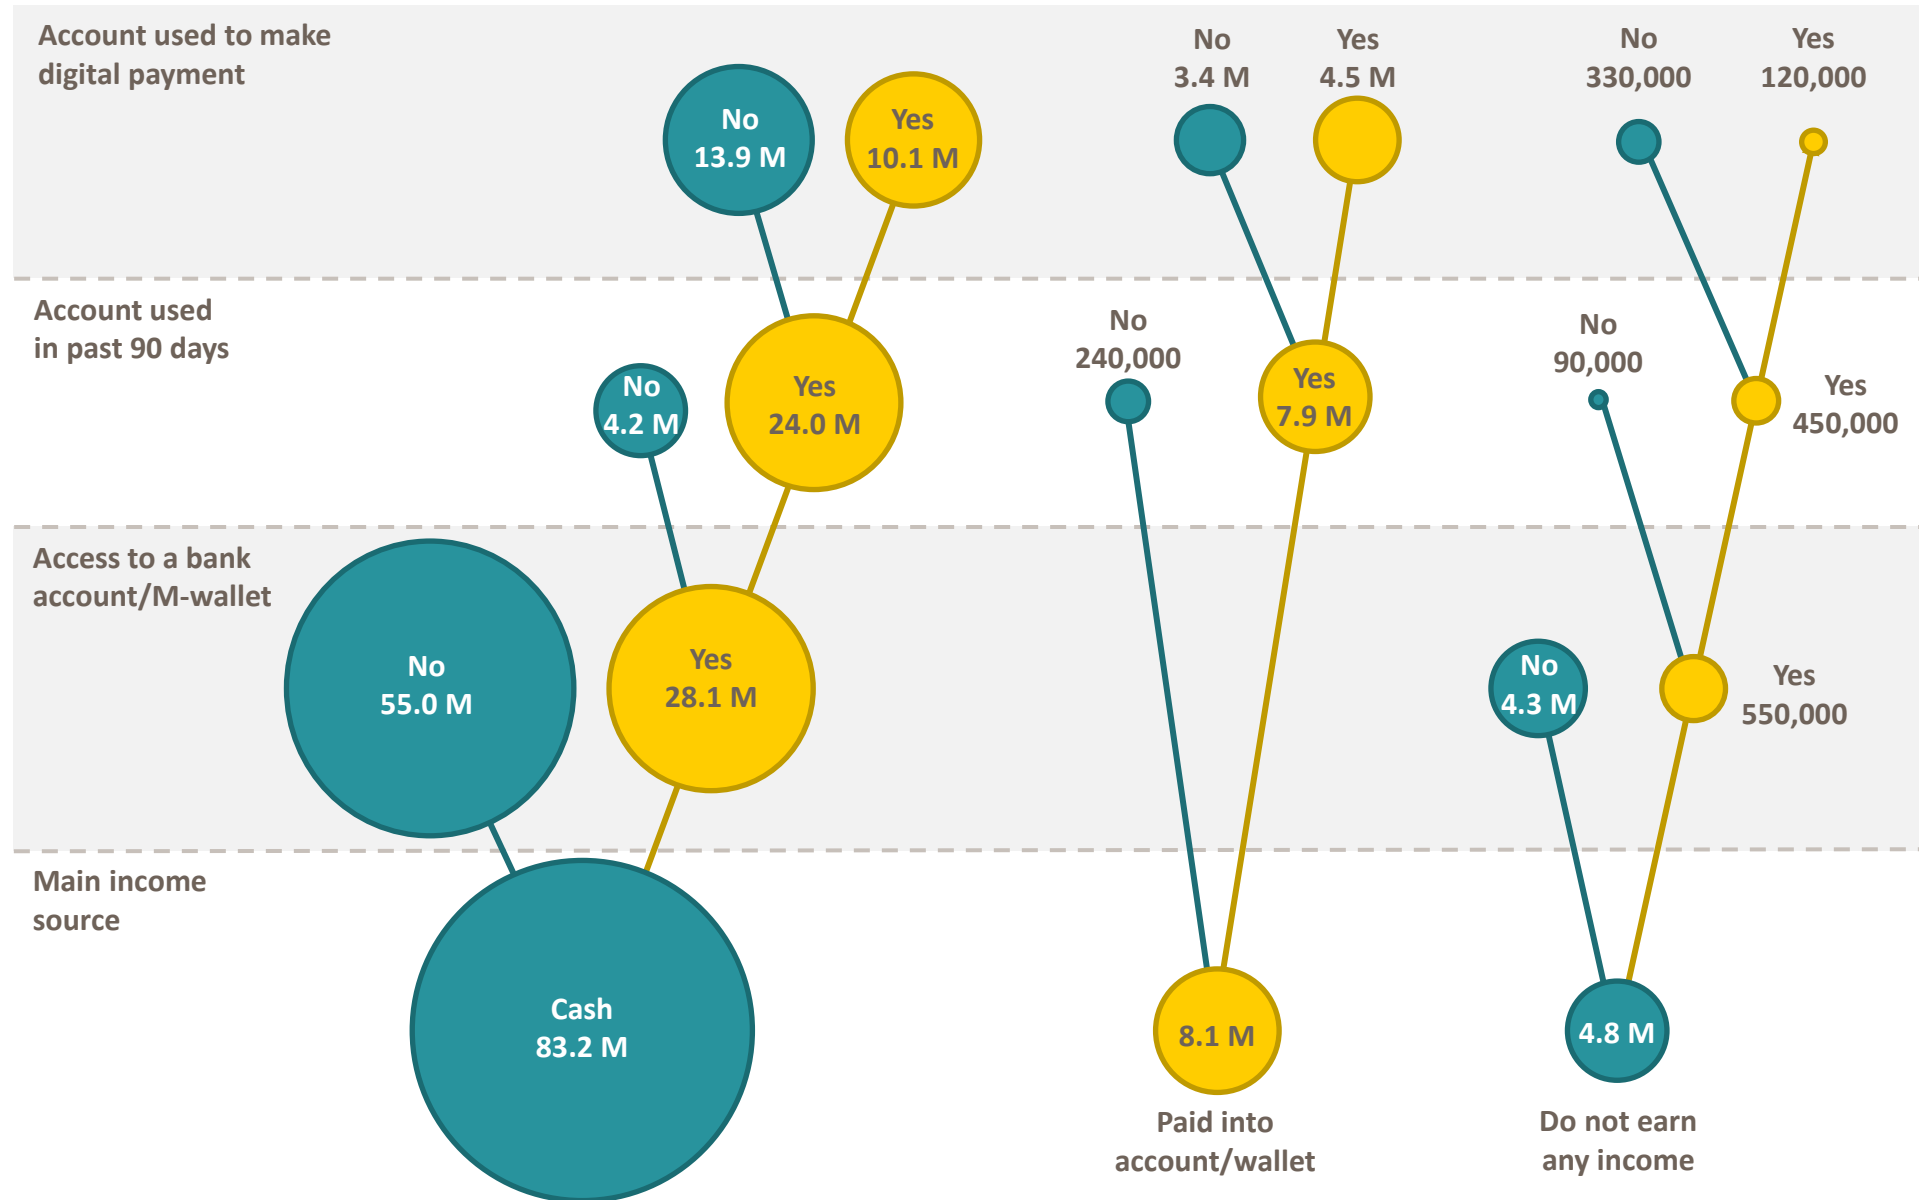 Account used to make
digital payment
No
13.9 M
Yes
10.1 M
No
3.4 M
Yes
4.5 M
No
330,000
Yes
120,000
Account used
in past 90 days
No
4.2 M
Yes
24.0 M
No
240,000
Yes
7.9 M
No
90,000
Yes
450,000
Access to a bank
account/M-wallet
No
55.0 M
Yes
28.1 M
No
4.3 M
Yes
550,000
Main income
source
Cash
83.2 M
8.1 M
Paid into
account/wallet
4.8 M
Do not earn
any income